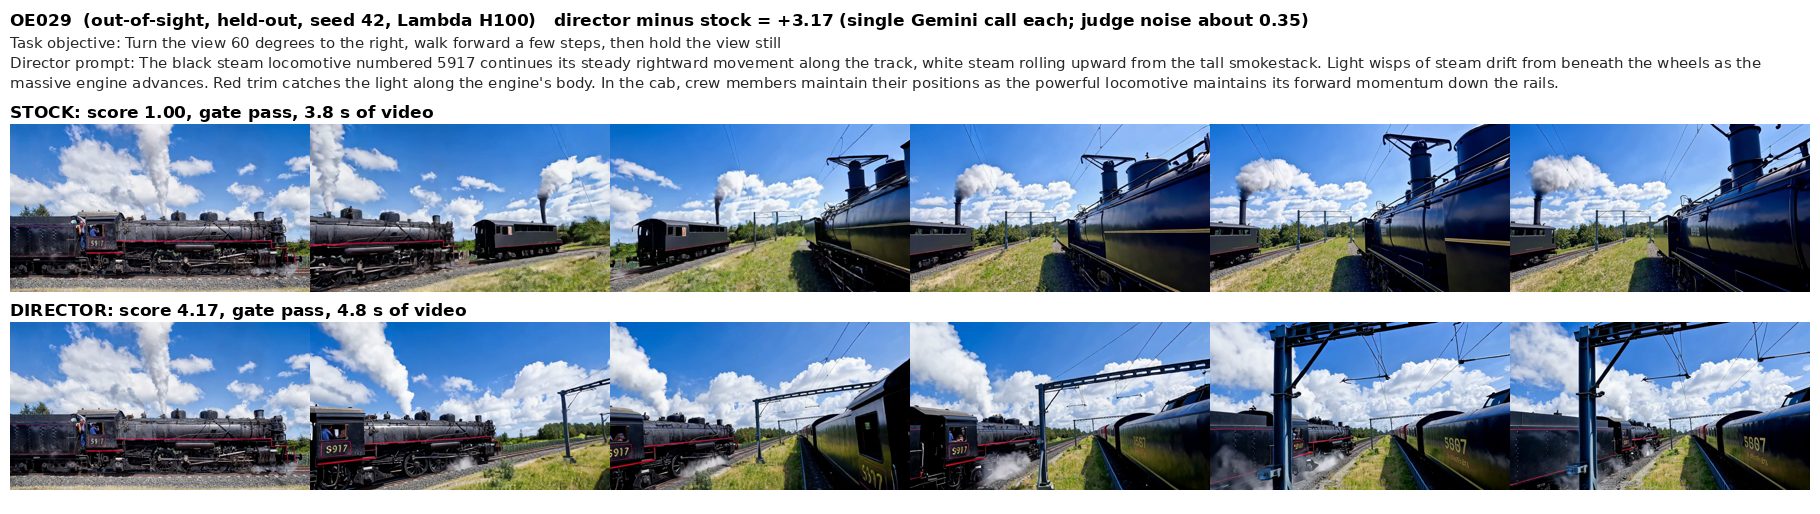 OE029  (out-of-sight, held-out, seed 42, Lambda H100)   director minus stock = +3.17 (single Gemini call each; judge noise about 0.35)
Task objective: Turn the view 60 degrees to the right, walk forward a few steps, then hold the view still
Director prompt: The black steam locomotive numbered 5917 continues its steady rightward movement along the track, white steam rolling upward from the tall smokestack. Light wisps of steam drift from beneath the wheels as the
massive engine advances. Red trim catches the light along the engine's body. In the cab, crew members maintain their positions as the powerful locomotive maintains its forward momentum down the rails.
STOCK: score 1.00, gate pass, 3.8 s of video
5917
DIRECTOR: score 4.17, gate pass, 4.8 s of video
5917
5917
5917
5917